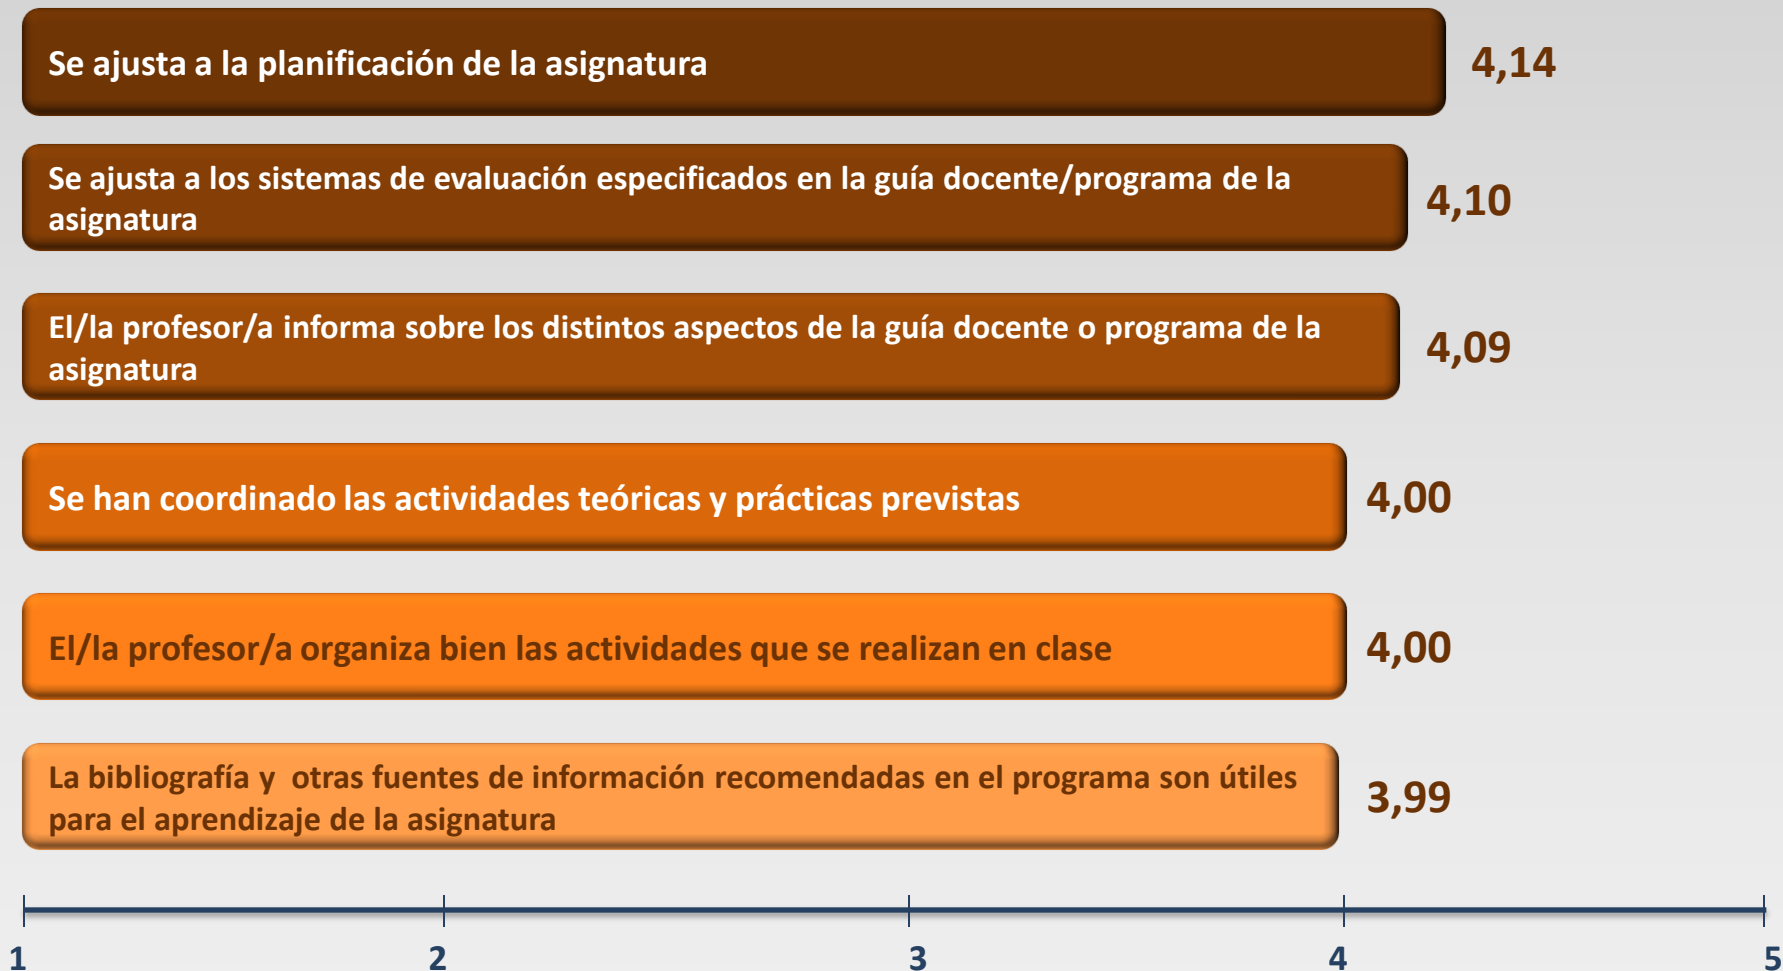 Se ajusta a la planificación de la asignatura
4,14
Se ajusta a los sistemas de evaluación especificados en la guía docente/programa de la
asignatura
4,10
El/la profesor/a informa sobre los distintos aspectos de la guía docente o programa de la
asignatura
4,09
Se han coordinado las actividades teóricas y prácticas previstas
4,00
El/la profesor/a organiza bien las actividades que se realizan en clase
4,00
La bibliografía y  otras fuentes de información recomendadas en el programa son útiles
para el aprendizaje de la asignatura
3,99
1 2 3 4 5